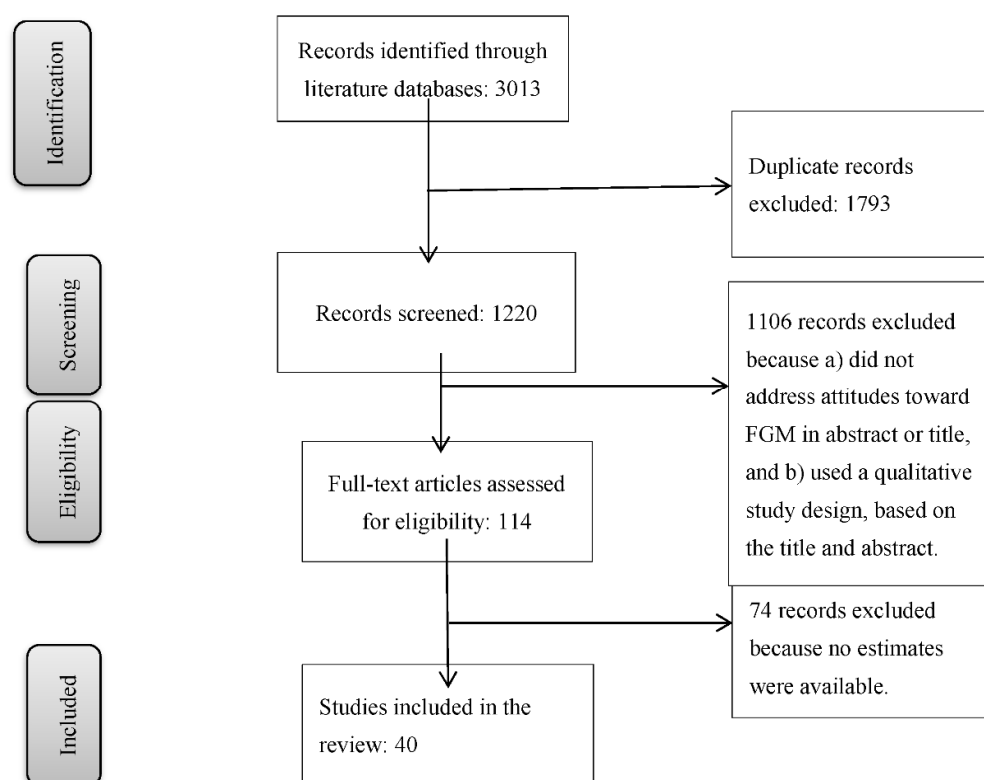 Identification
Records identified through
literature databases: 3013
Duplicate records
excluded: 1793
Screening
Records screened: 1220
1106 records excluded
because a) did not
address attitudes toward
FGM in abstract or title,
and b) used a qualitative
study design, based on
the title and abstract.
Eligibility
Full-text articles assessed
for eligibility: 114
74 records excluded
because no estimates
were available.
Included
Studies included in the
review: 40